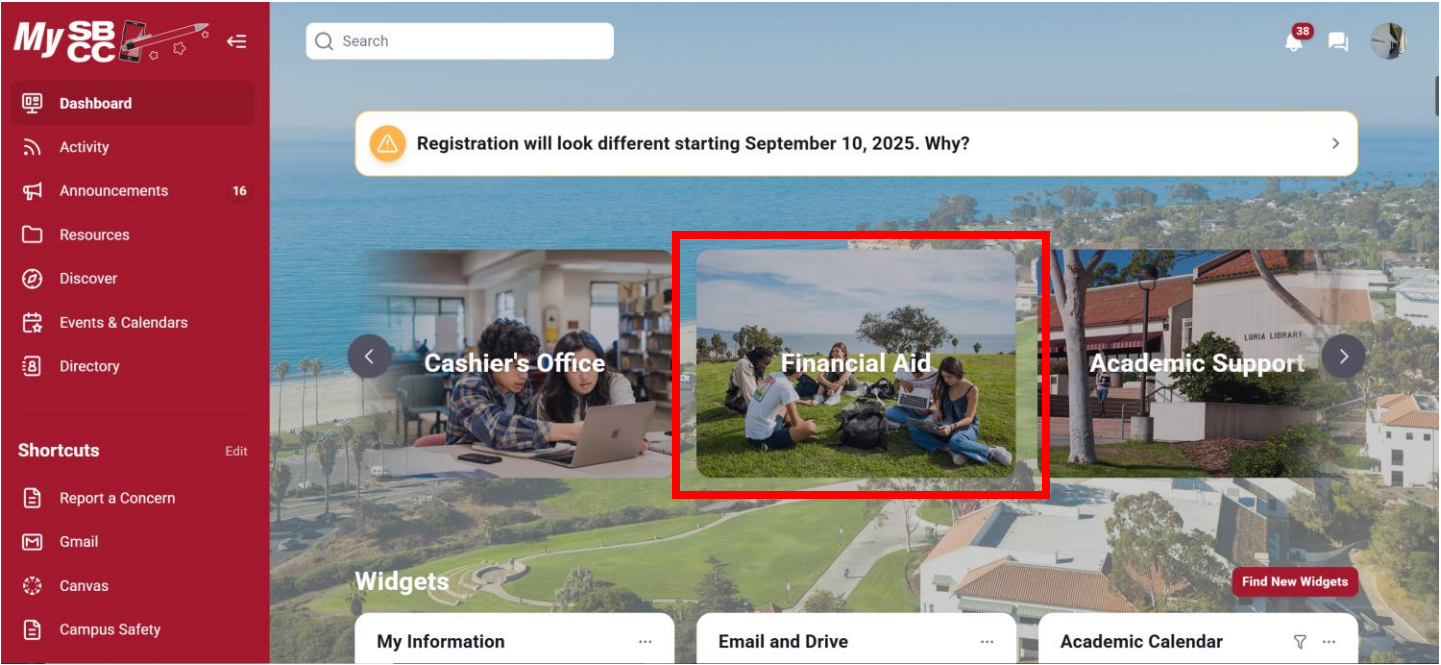 My SBCC
Search
38
Dashboard
Activity
Announcements 16
Resources
Discover
Events & Calendars
Directory
Shortcuts Edit
Report a Concern
Gmail
Canvas
Campus Safety
Registration will look different starting September 10, 2025. Why?
Cashier's Office
Financial Aid
LURIA LIBRARY
Academic Support
Widgets
Find New Widgets
My Information ...
Email and Drive ...
Academic Calendar ...